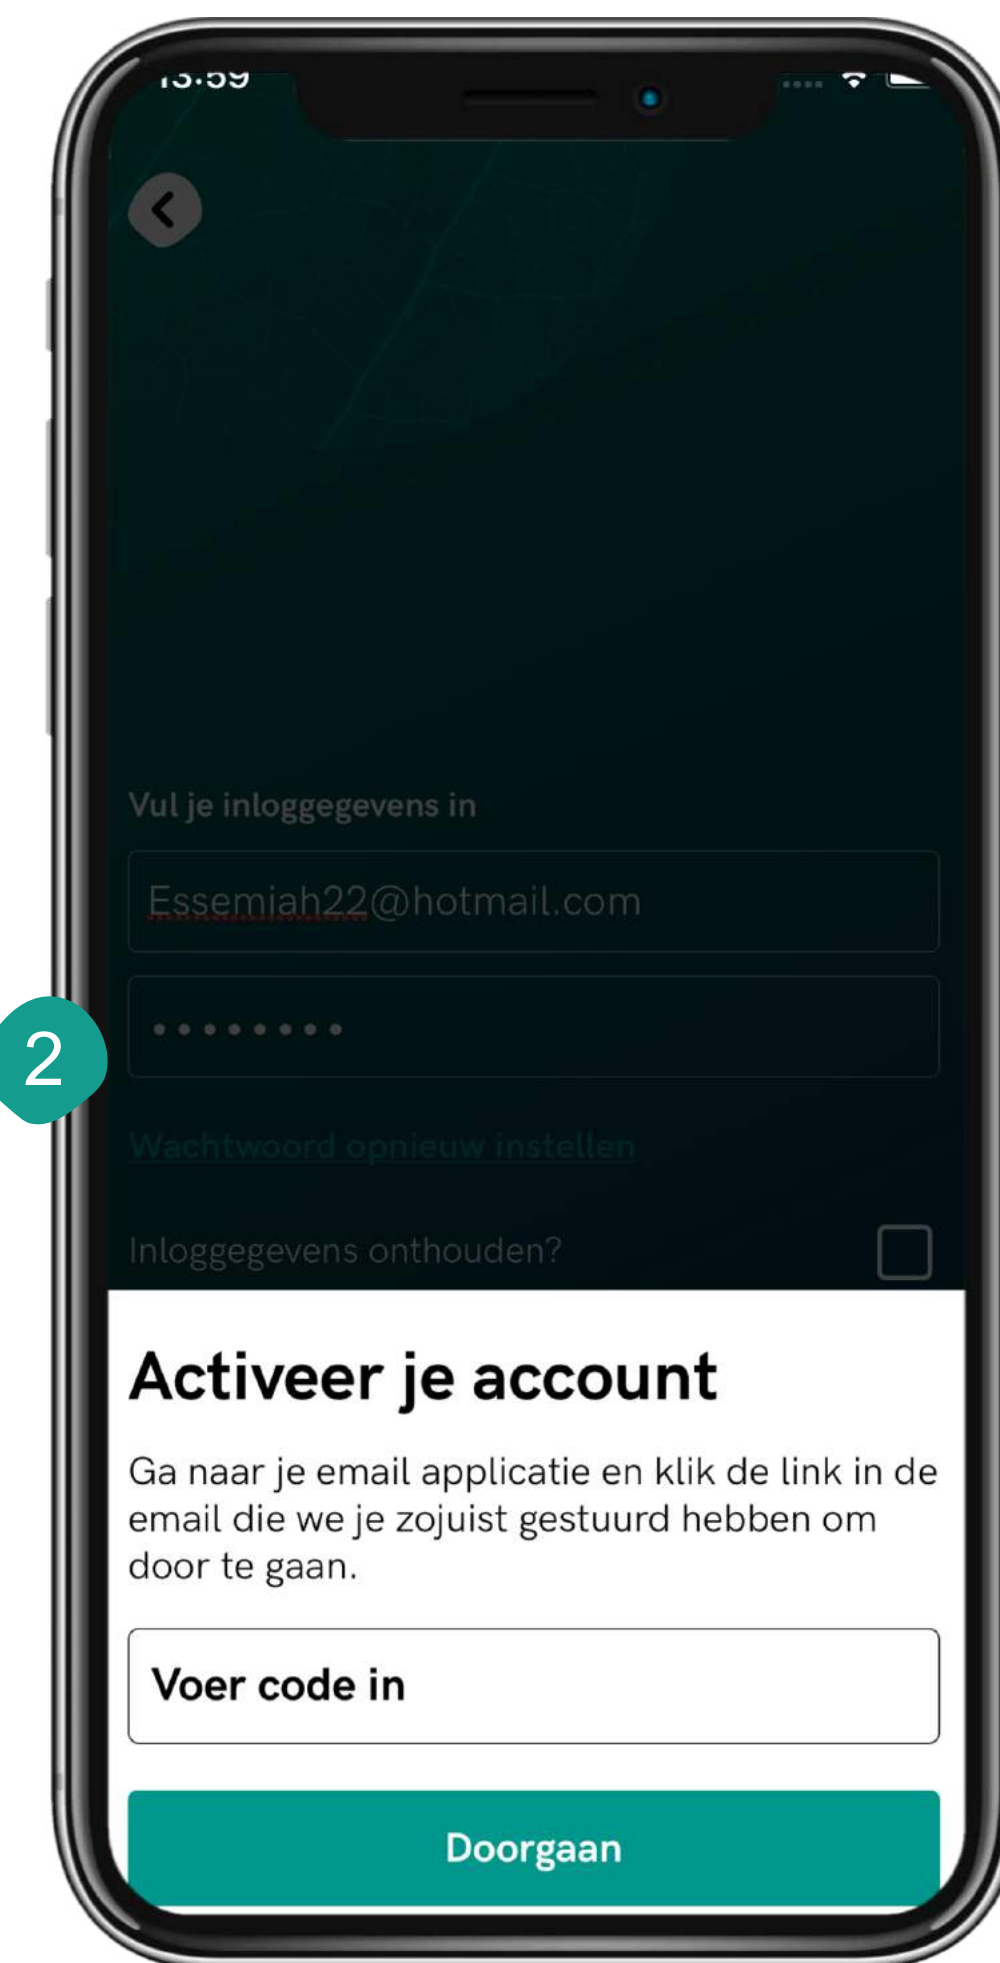 13:59
Vul je inloggegevens in
Essemiah22@hotmail.com
2
Wachtwoord opnieuw instellen
Inloggegevens onthouden?
Activeer je account
Ga naar je email applicatie en klik de link in de
email die we je zojuist gestuurd hebben om
door te gaan.
Voer code in
Doorgaan